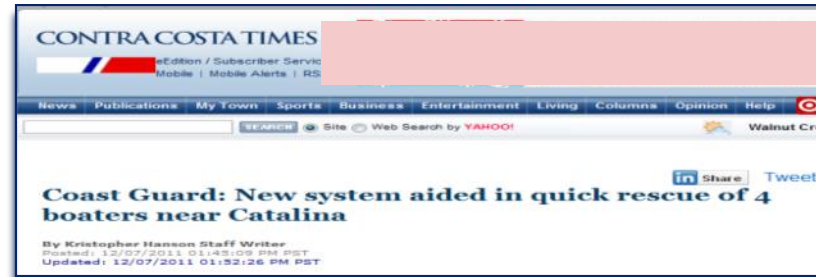 CONTRA COSTA TIMES
eEdition / Subscriber Servic
Mobile | Mobile Alerts | RS
News Publications My Town Sports Business Entertainment Living Columns Opinion Help
SEARCH Site Web Search by YAHOO! Walnut Cr
in Share Tweet
Coast Guard: New system aided in quick rescue of 4
boaters near Catalina
By Kristopher Hanson Staff Writer
Posted: 12/07/2011 01:45:09 PM PST
Updated: 12/07/2011 01:52:26 PM PST